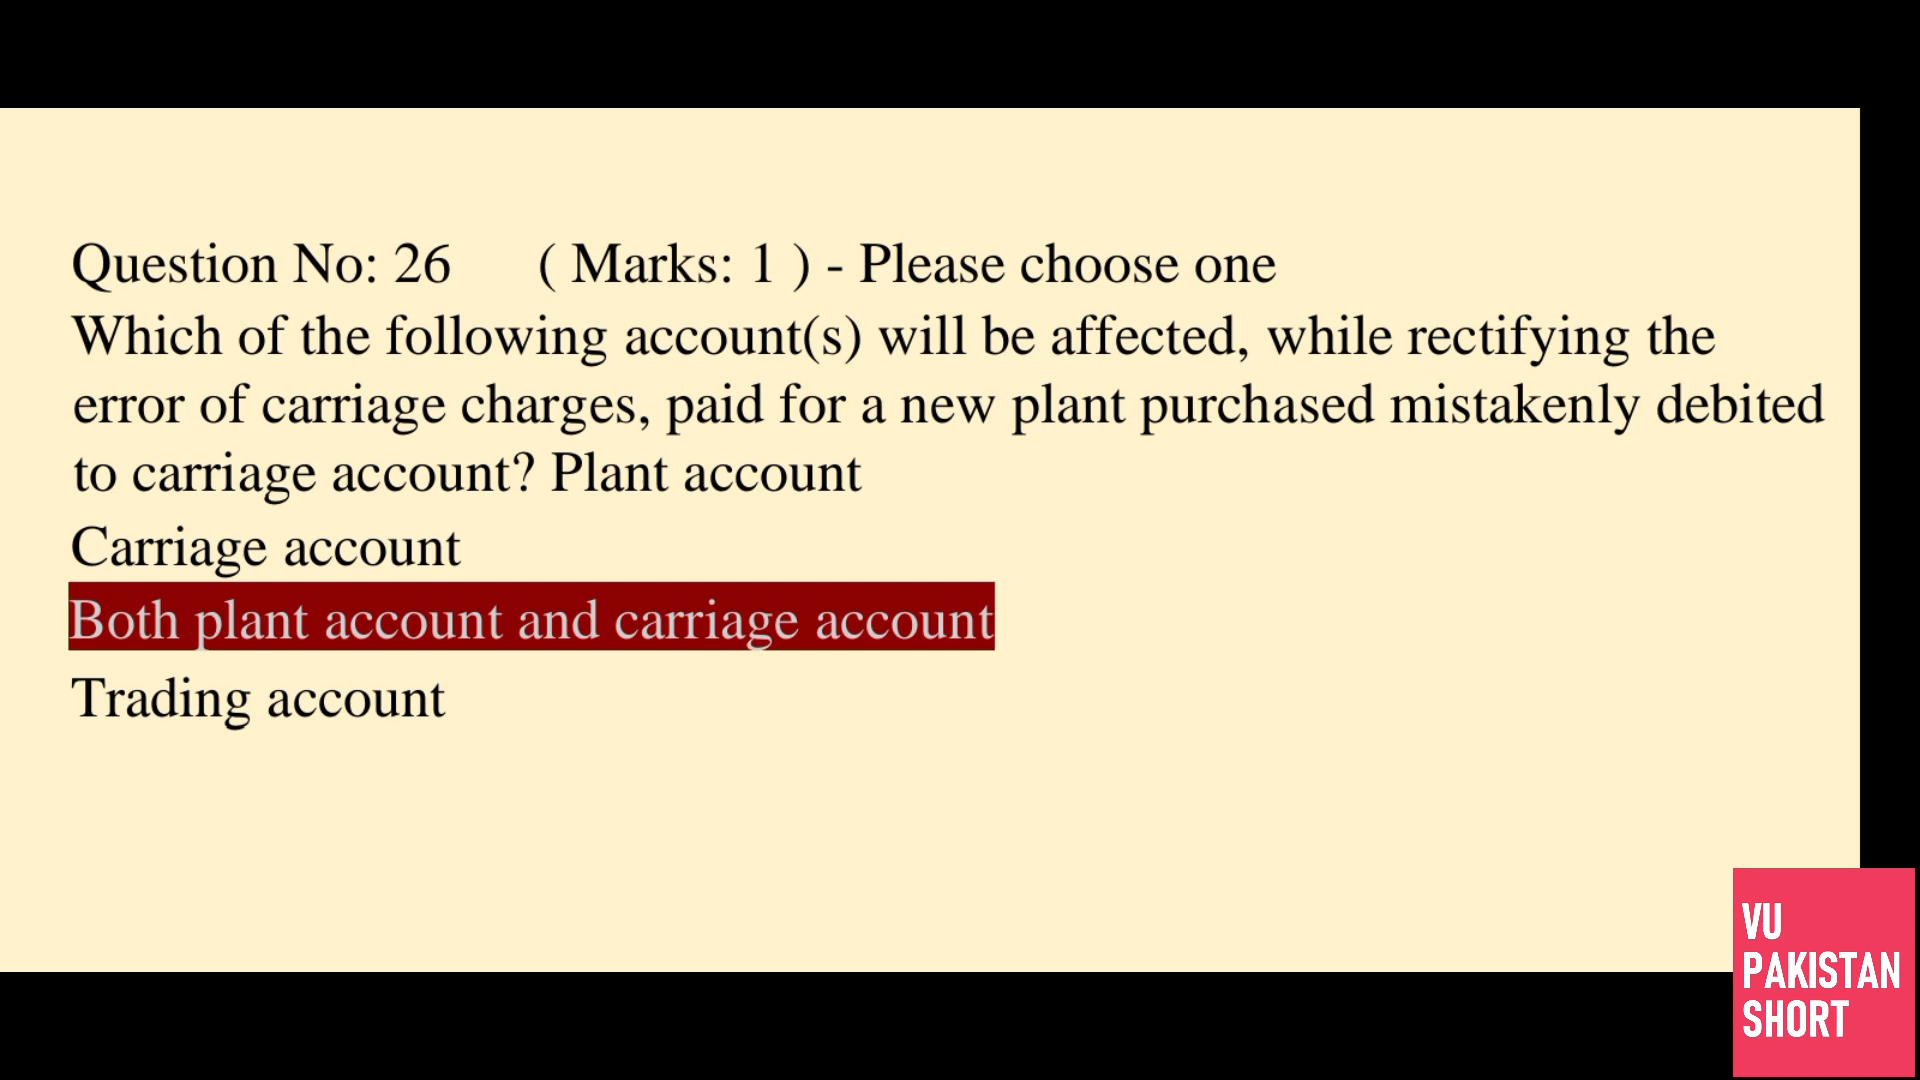 Question No: 26 ( Marks: 1 ) - Please choose one
Which of the following account(s) will be affected, while rectifying the
error of carriage charges, paid for a new plant purchased mistakenly debited
to carriage account? Plant account
Carriage account
Both plant account and carriage account
Trading account
VU
PAKISTAN
SHORT